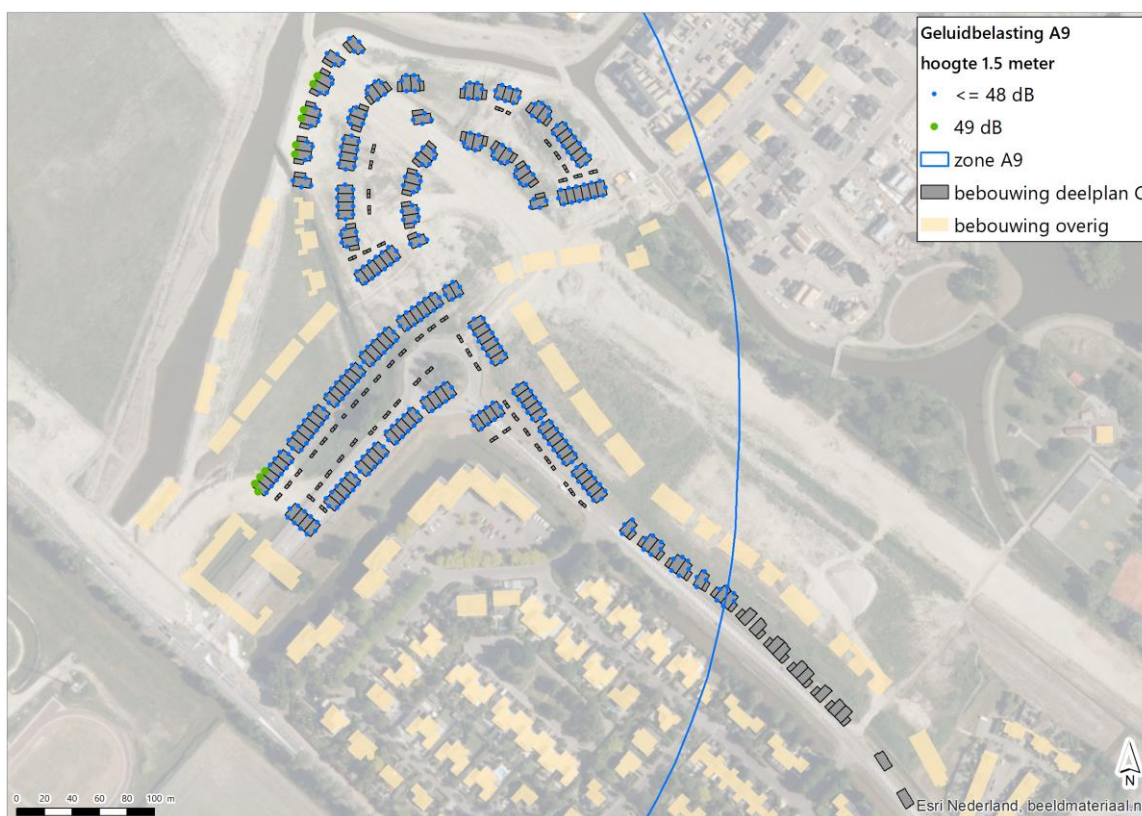 Geluidbelasting A9
hoogte 1.5 meter
<= 48 dB
49 dB
zone A9
bebouwing deelplan C
bebouwing overig
N
0 20 40 60 80 100 m
Esri Nederland, beeldmateriaal.n